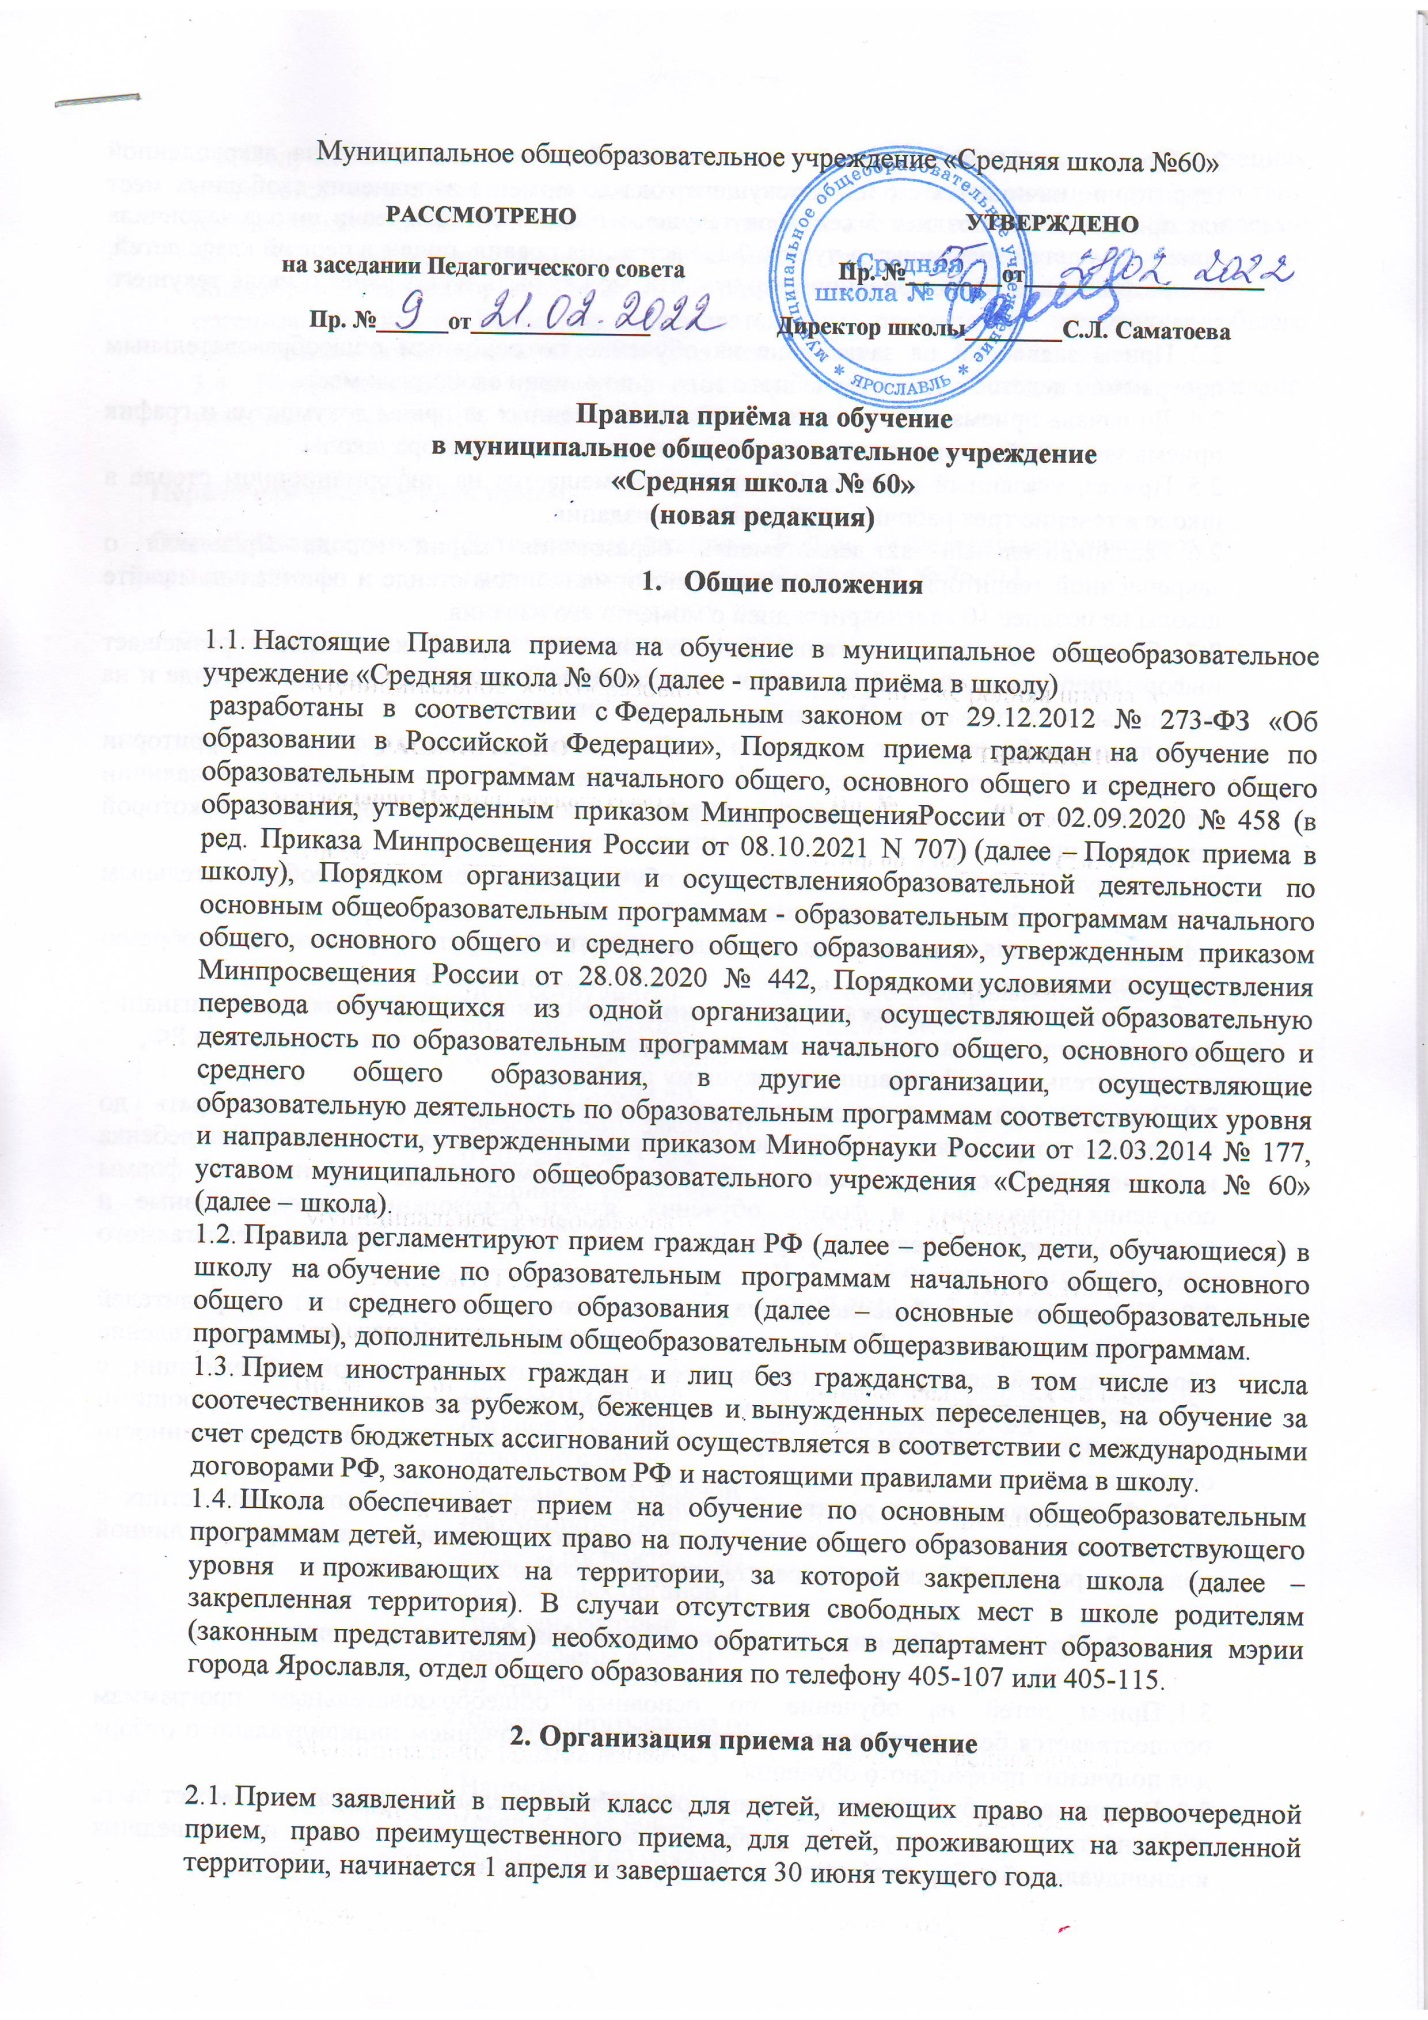 Муниципальное общеобразовательное учреждение «Средняя школа №60»
РАССМОТРЕНО
УТВЕРЖДЕНО
на заседании Педагогического совета
Пр. № от 2022
Пр. № 9 от 21.02.2022
Директор школы С.Л. Саматоева
муниципальное общеобразовательное учреждение
Средняя
школа № 60
* ЯРОСЛАВЛЬ *
Правила приёма на обучение
в муниципальное общеобразовательное учреждение
«Средняя школа № 60»
(новая редакция)
1. Общие положения
1.1. Настоящие Правила приема на обучение в муниципальное общеобразовательное
учреждение «Средняя школа № 60» (далее - правила приёма в школу)
разработаны в соответствии с Федеральным законом от 29.12.2012 № 273-ФЗ «Об
образовании в Российской Федерации», Порядком приема граждан на обучение по
образовательным программам начального общего, основного общего и среднего общего
образования, утвержденным приказом МинпросвещенияРоссии от 02.09.2020 № 458 (в
ред. Приказа Минпросвещения России от 08.10.2021 N 707) (далее – Порядок приема в
школу), Порядком организации и осуществленияобразовательной деятельности по
основным общеобразовательным программам - образовательным программам начального
общего, основного общего и среднего общего образования», утвержденным приказом
Минпросвещения России от 28.08.2020 № 442, Порядкоми условиями осуществления
перевода обучающихся из одной организации, осуществляющей образовательную
деятельность по образовательным программам начального общего, основного общего и
среднего общего образования, в другие организации, осуществляющие
образовательную деятельность по образовательным программам соответствующих уровня
и направленности, утвержденными приказом Минобрнауки России от 12.03.2014 № 177,
уставом муниципального общеобразовательного учреждения «Средняя школа № 60»
(далее – школа).
1.2. Правила регламентируют прием граждан РФ (далее – ребенок, дети, обучающиеся) в
школу на обучение по образовательным программам начального общего, основного
общего и среднего общего образования (далее – основные общеобразовательные
программы), дополнительным общеобразовательным общеразвивающим программам.
1.3. Прием иностранных граждан и лиц без гражданства, в том числе из числа
соотечественников за рубежом, беженцев и вынужденных переселенцев, на обучение за
счет средств бюджетных ассигнований осуществляется в соответствии с международными
договорами РФ, законодательством РФ и настоящими правилами приёма в школу.
1.4. Школа обеспечивает прием на обучение по основным общеобразовательным
программам детей, имеющих право на получение общего образования соответствующего
уровня и проживающих на территории, за которой закреплена школа (далее –
закрепленная территория). В случаи отсутствия свободных мест в школе родителям
(законным представителям) необходимо обратиться в департамент образования мэрии
города Ярославля, отдел общего образования по телефону 405-107 или 405-115.
2. Организация приема на обучение
2.1. Прием заявлений в первый класс для детей, имеющих право на первоочередной
прием, право преимущественного приема, для детей, проживающих на закрепленной
территории, начинается 1 апреля и завершается 30 июня текущего года.